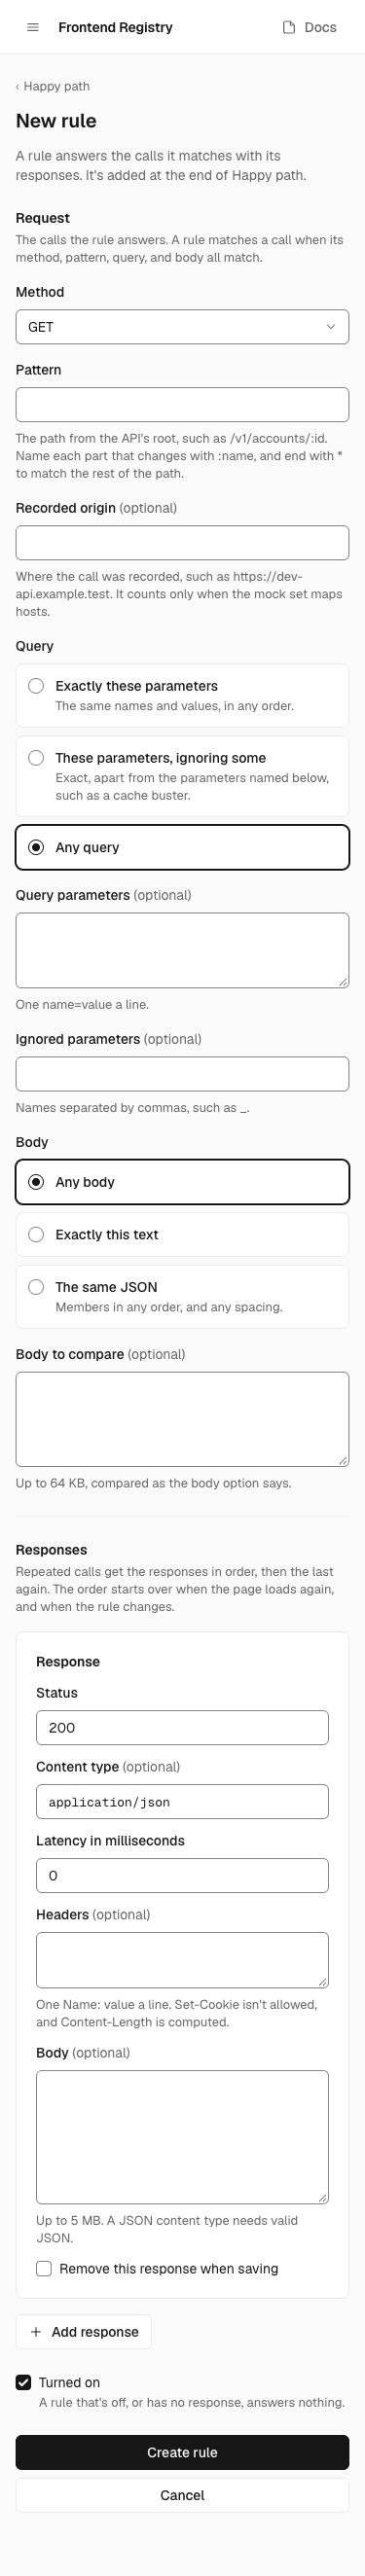 Frontend Registry
Docs
‹ Happy path
New rule
A rule answers the calls it matches with its
responses. It's added at the end of Happy path.
Request
The calls the rule answers. A rule matches a call when its
method, pattern, query, and body all match.
Method
GET
Pattern
The path from the API's root, such as /v1/accounts/:id.
Name each part that changes with :name, and end with *
to match the rest of the path.
Recorded origin (optional)
Where the call was recorded, such as https://dev-
api.example.test. It counts only when the mock set maps
hosts.
Query
Exactly these parameters
The same names and values, in any order.
These parameters, ignoring some
Exact, apart from the parameters named below,
such as a cache buster.
Any query
Query parameters (optional)
One name=value a line.
Ignored parameters (optional)
Names separated by commas, such as _.
Body
Any body
Exactly this text
The same JSON
Members in any order, and any spacing.
Body to compare (optional)
Up to 64 KB, compared as the body option says.
Responses
Repeated calls get the responses in order, then the last
again. The order starts over when the page loads again,
and when the rule changes.
Response
Status
200
Content type (optional)
application/json
Latency in milliseconds
0
Headers (optional)
One Name: value a line. Set-Cookie isn't allowed,
and Content-Length is computed.
Body (optional)
Up to 5 MB. A JSON content type needs valid
JSON.
Remove this response when saving
Add response
Turned on
A rule that's off, or has no response, answers nothing.
Create rule
Cancel